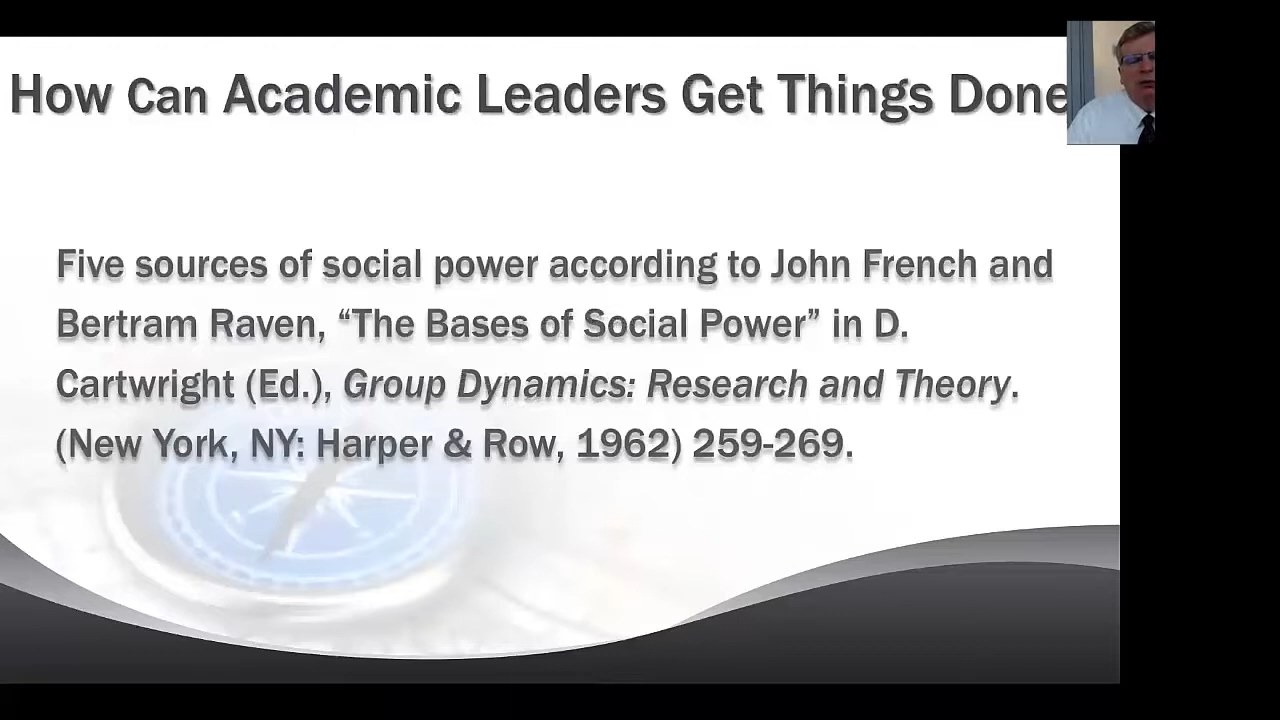 How Can Academic Leaders Get Things Done
Five sources of social power according to John French and
Bertram Raven, “The Bases of Social Power” in D.
Cartwright (Ed.), Group Dynamics: Research and Theory.
(New York, NY: Harper & Row, 1962) 259-269.